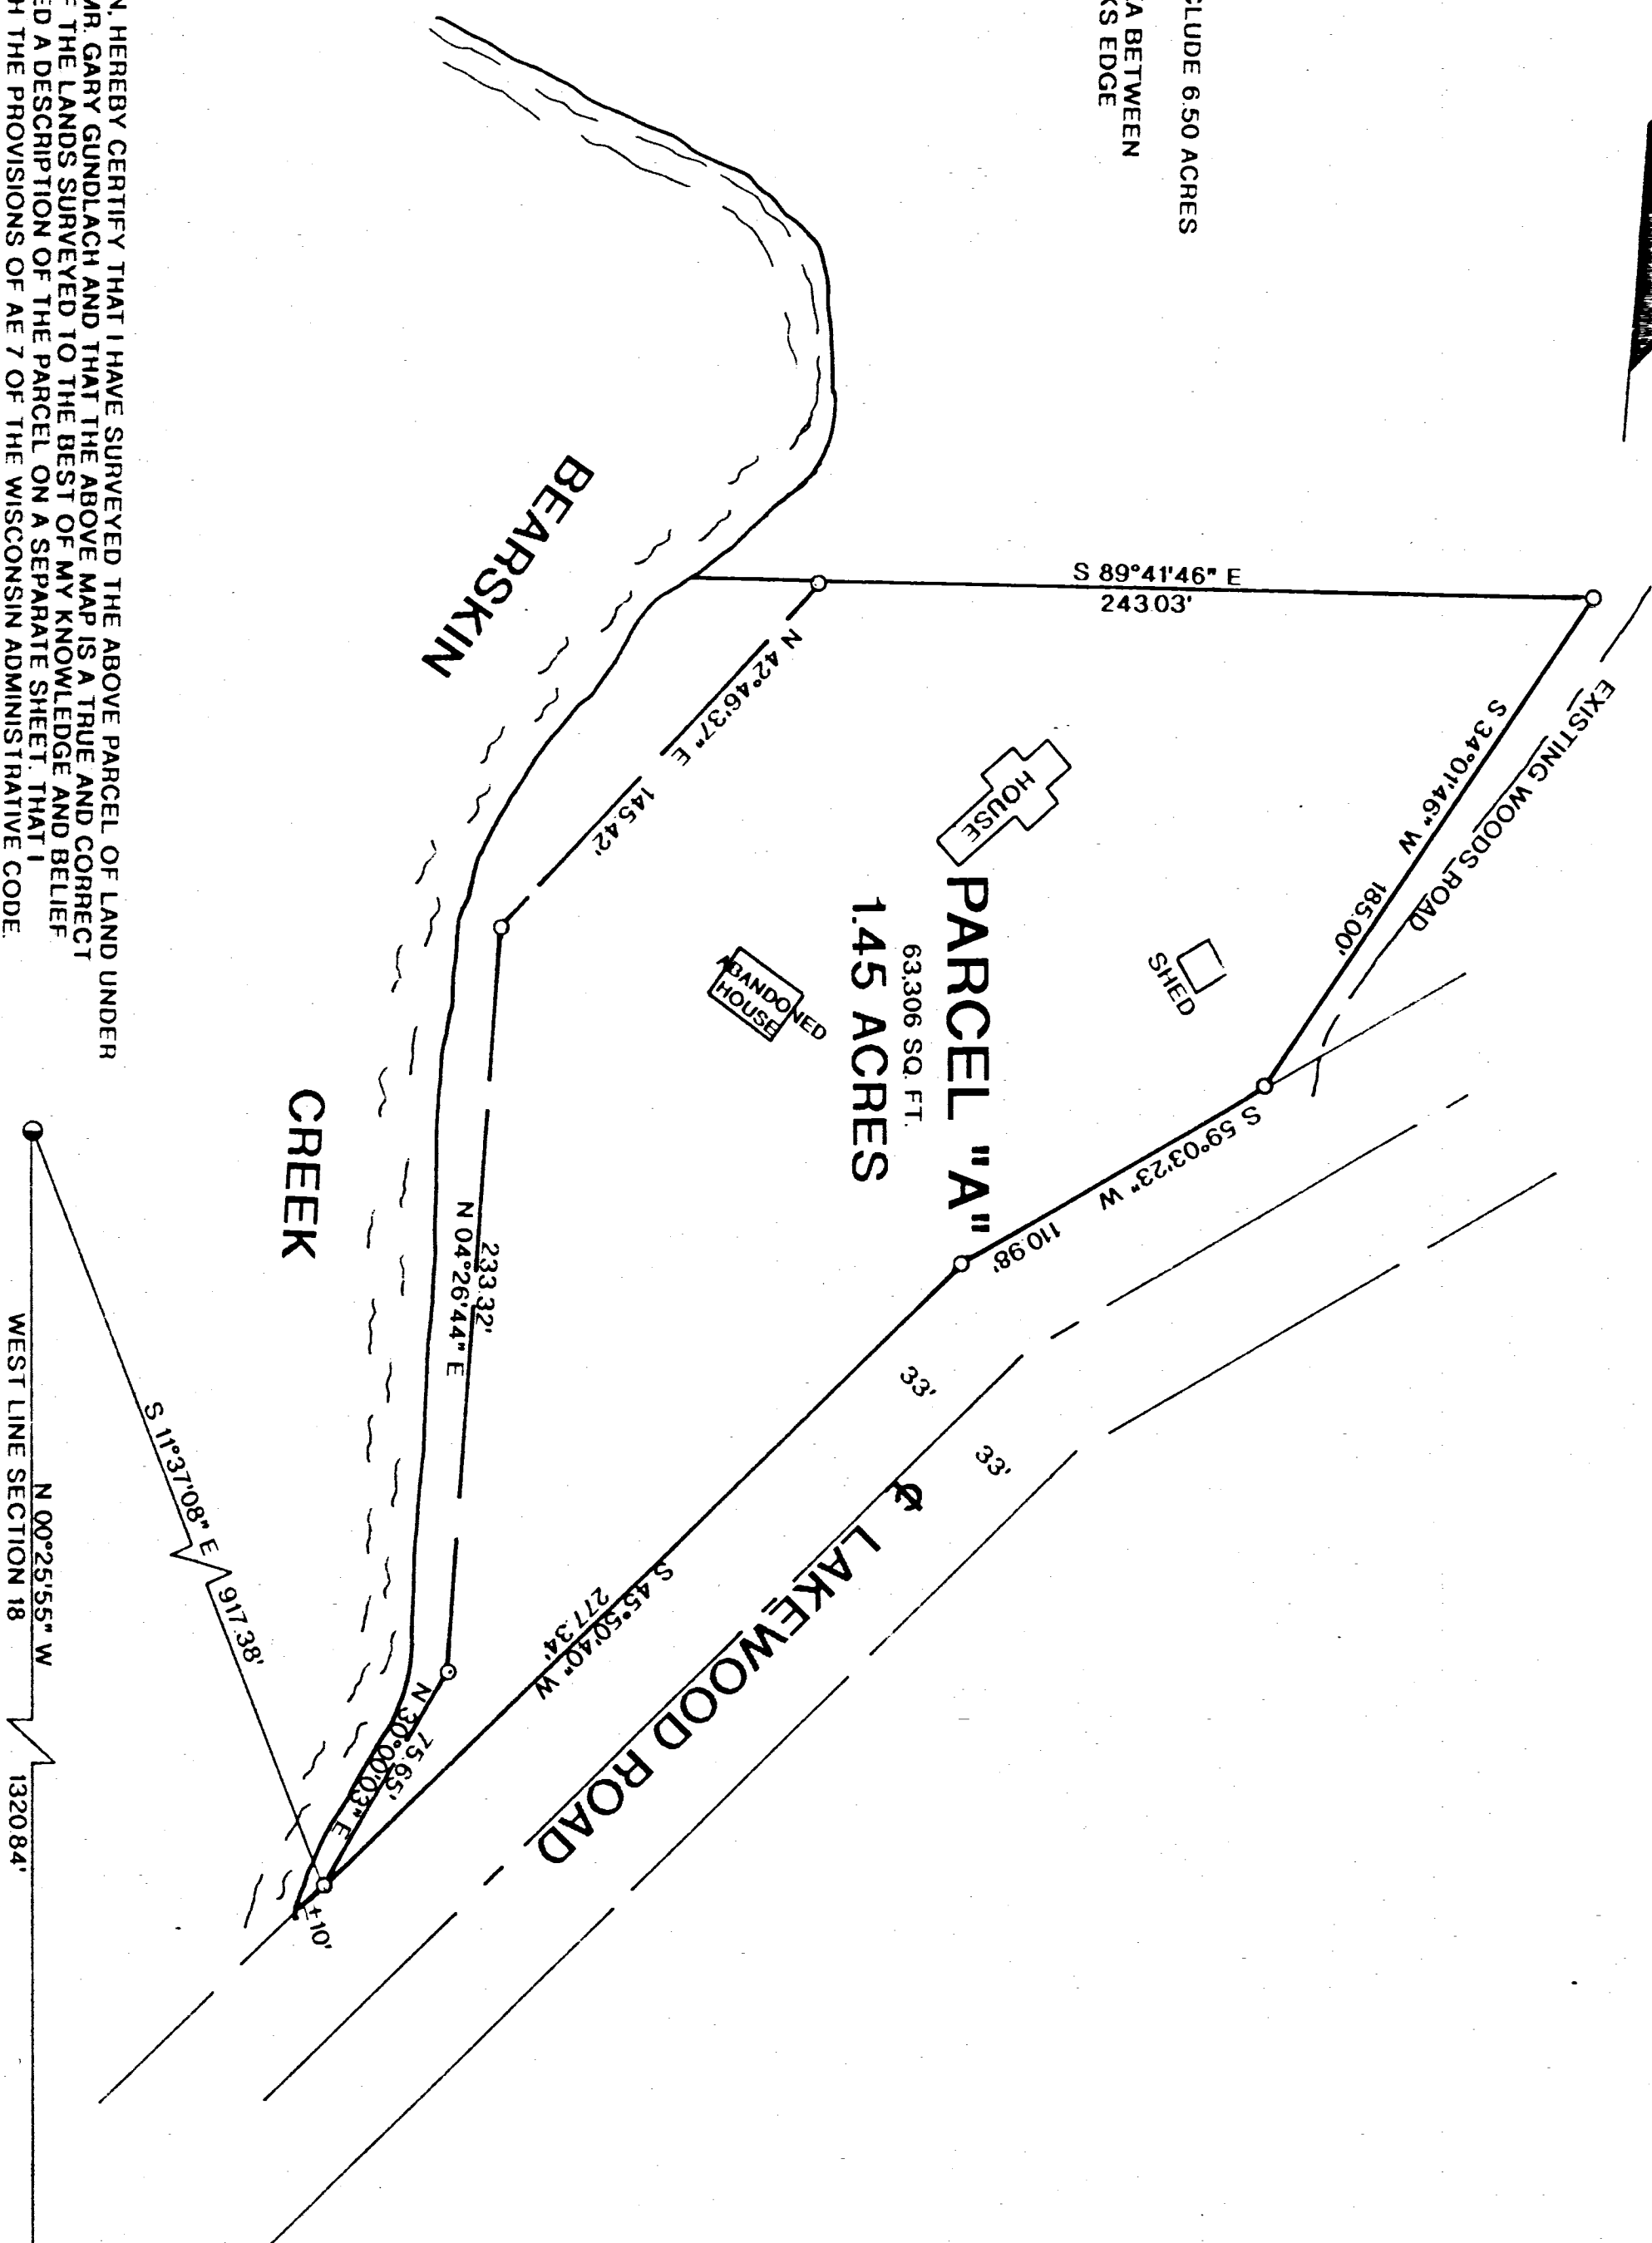 CLUDE 6.50 ACRES
A BETWEEN
KS EDGE
S 89°41'46" E
243.03'
EXISTING WOODS ROAD
S 34°01'46" W
185.00'
N 42°46'37" E
145.42'
HOUSE
SHED
ABANDONED
HOUSE
PARCEL "A"
63,306 SQ. FT.
1.45 ACRES
S 59°03'23" W
110.98'
BEARSKIN
CREEK
233.32'
N 04°26'44" E
33'
33'
LAKEWOOD ROAD
S 45°50'40" W
277.34'
75.65'
N 30°00'03" E
±10'
S 11°37'08" E
917.38'
N 00°25'55" W
1320.84'
WEST LINE SECTION 18
N, HEREBY CERTIFY THAT I HAVE SURVEYED THE ABOVE PARCEL OF LAND UNDER
MR. GARY GUNDLACH AND THAT THE ABOVE MAP IS A TRUE AND CORRECT
F THE LANDS SURVEYED TO THE BEST OF MY KNOWLEDGE AND BELIEF
ED A DESCRIPTION OF THE PARCEL ON A SEPARATE SHEET. THAT I
H THE PROVISIONS OF AE 7 OF THE WISCONSIN ADMINISTRATIVE CODE.